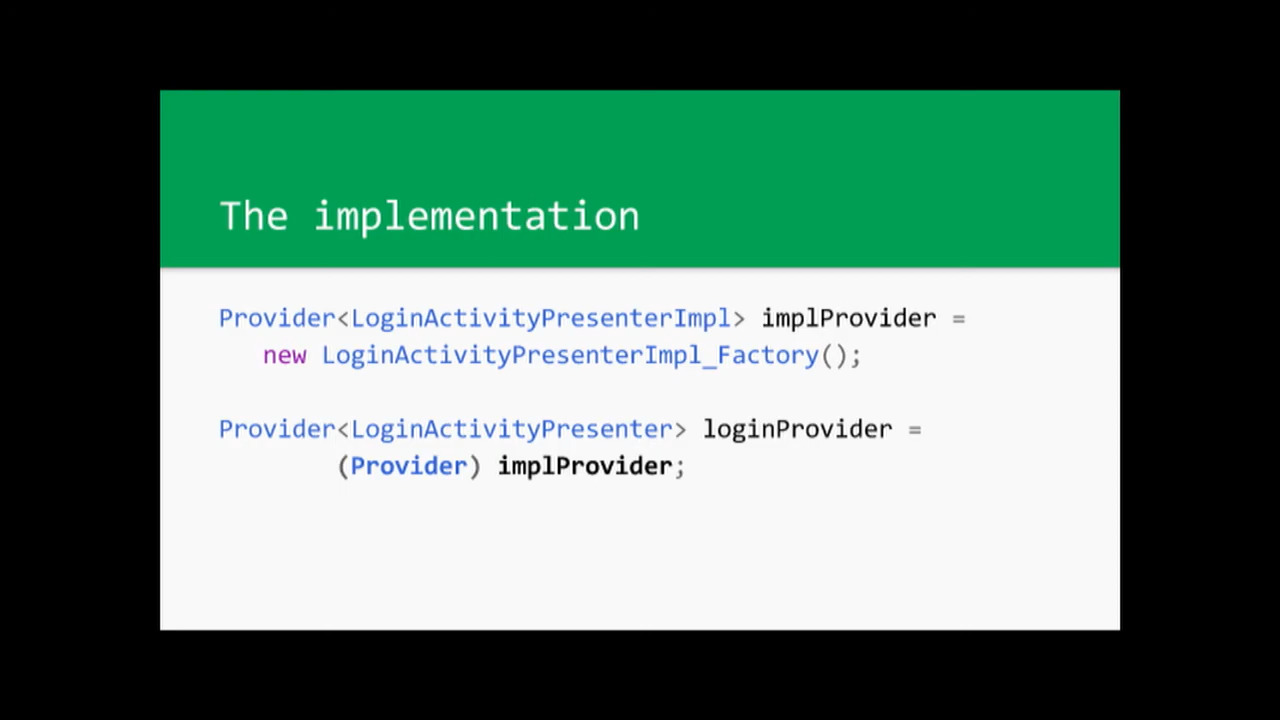 The implementation
Provider<LoginActivityPresenterImpl> implProvider =
new LoginActivityPresenterImpl_Factory();
Provider<LoginActivityPresenter> loginProvider =
(Provider) implProvider;